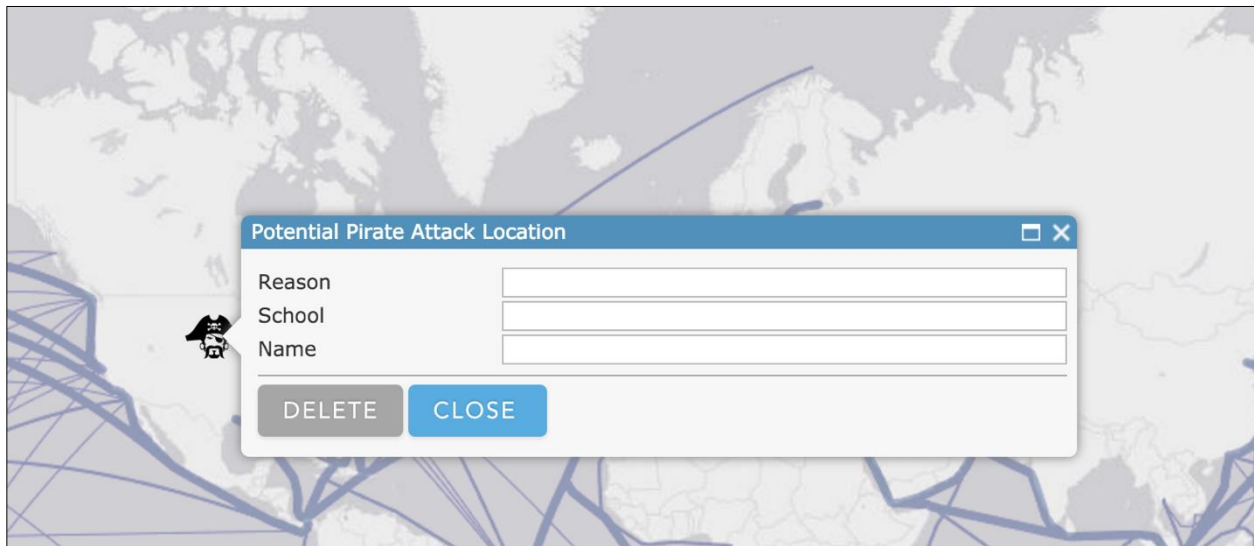 Potential Pirate Attack Location
Reason
School
Name
DELETE CLOSE